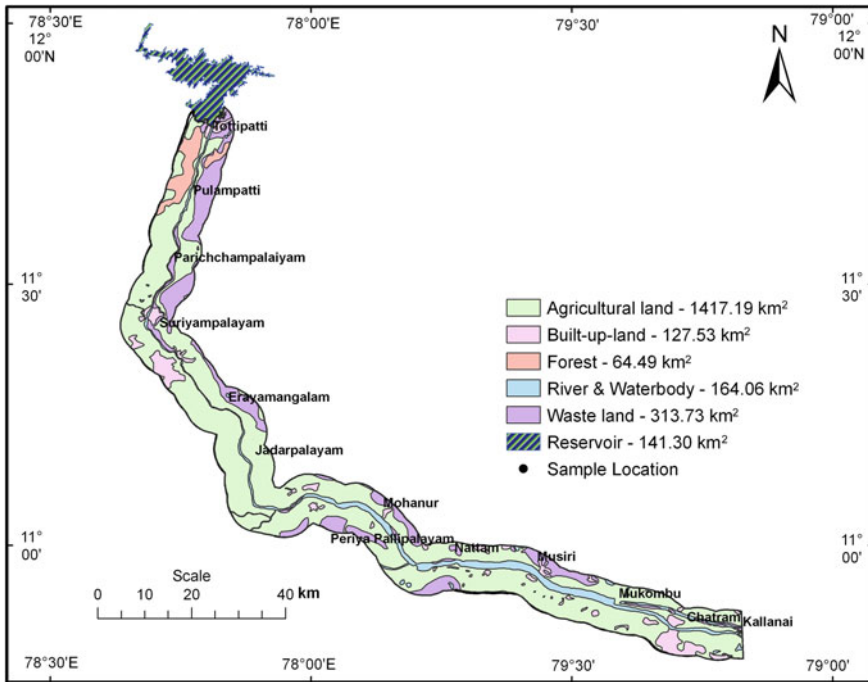 78°30'E
78°00'
78°30'
79°00'
12°
00'N
12°
00'N
N
Tottipatti
Pulampatti
Parichchampalaiyam
11°
30'
11°
30'
Suriyampalayam
Erayamangalam
Jadarpalayam
Agricultural land - 1417.19 km²
Built-up-land - 127.53 km²
Forest - 64.49 km²
River & Waterbody - 164.06 km²
Waste land - 313.73 km²
Reservoir - 141.30 km²
Sample Location
Mohanur
Periya Pallipalayam
Nattam
Musiri
11°
00'
11°
00'
Mukombu
Chatram
Kallanai
Scale
0 10 20 40 km
78°30'E
78°00'
78°30'
79°00'